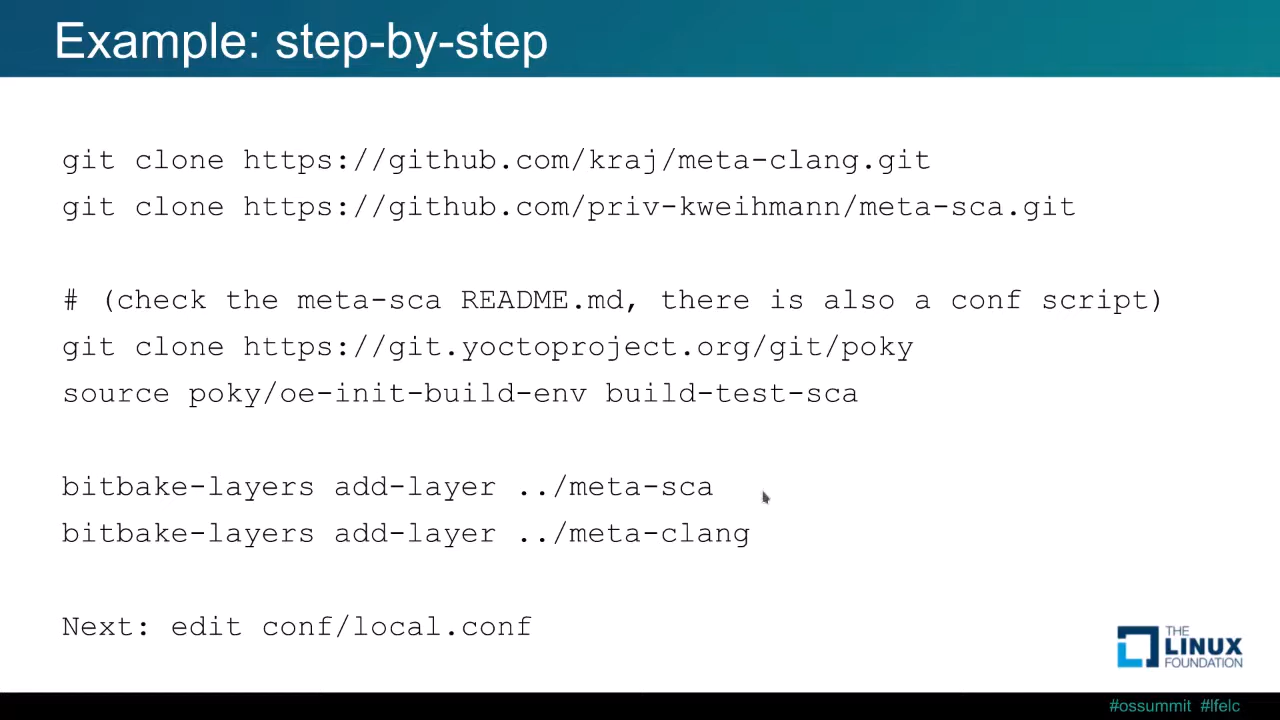 Example: step-by-step
git clone https://github.com/kraj/meta-clang.git
git clone https://github.com/priv-kweihmann/meta-sca.git
# (check the meta-sca README.md, there is also a conf script)
git clone https://git.yoctoproject.org/git/poky
source poky/oe-init-build-env build-test-sca
bitbake-layers add-layer ../meta-sca
bitbake-layers add-layer ../meta-clang
Next: edit conf/local.conf
THE
LINUX
FOUNDATION
#ossummit #lfelc